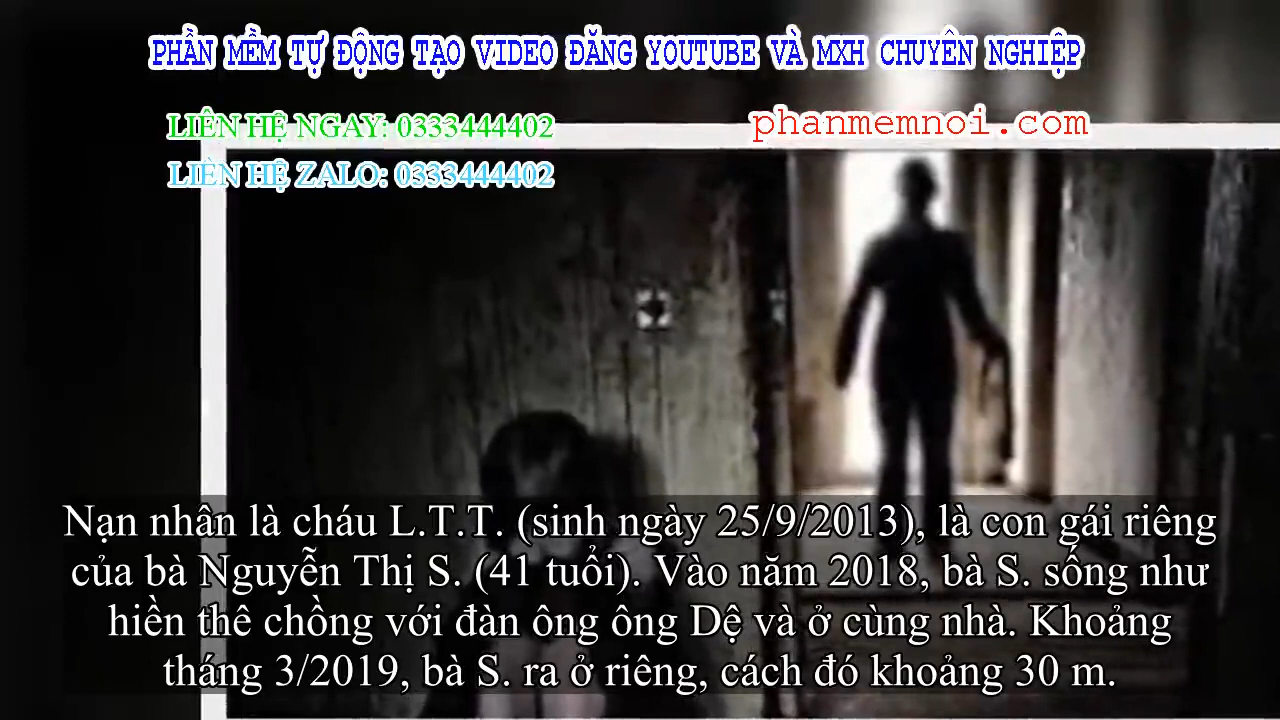 PHẦN MỀM TỰ ĐỘNG TẠO VIDEO ĐĂNG YOUTUBE VÀ MXH CHUYÊN NGHIỆP
LIÊN HỆ NGAY: 0333444402
phanmemnoi.com
LIÊN HỆ ZALO: 0333444402
Nạn nhân là cháu L.T.T. (sinh ngày 25/9/2013), là con gái riêng
của bà Nguyễn Thị S. (41 tuổi). Vào năm 2018, bà S. sống như
hiền thê chồng với đàn ông ông Dệ và ở cùng nhà. Khoảng
tháng 3/2019, bà S. ra ở riêng, cách đó khoảng 30 m.